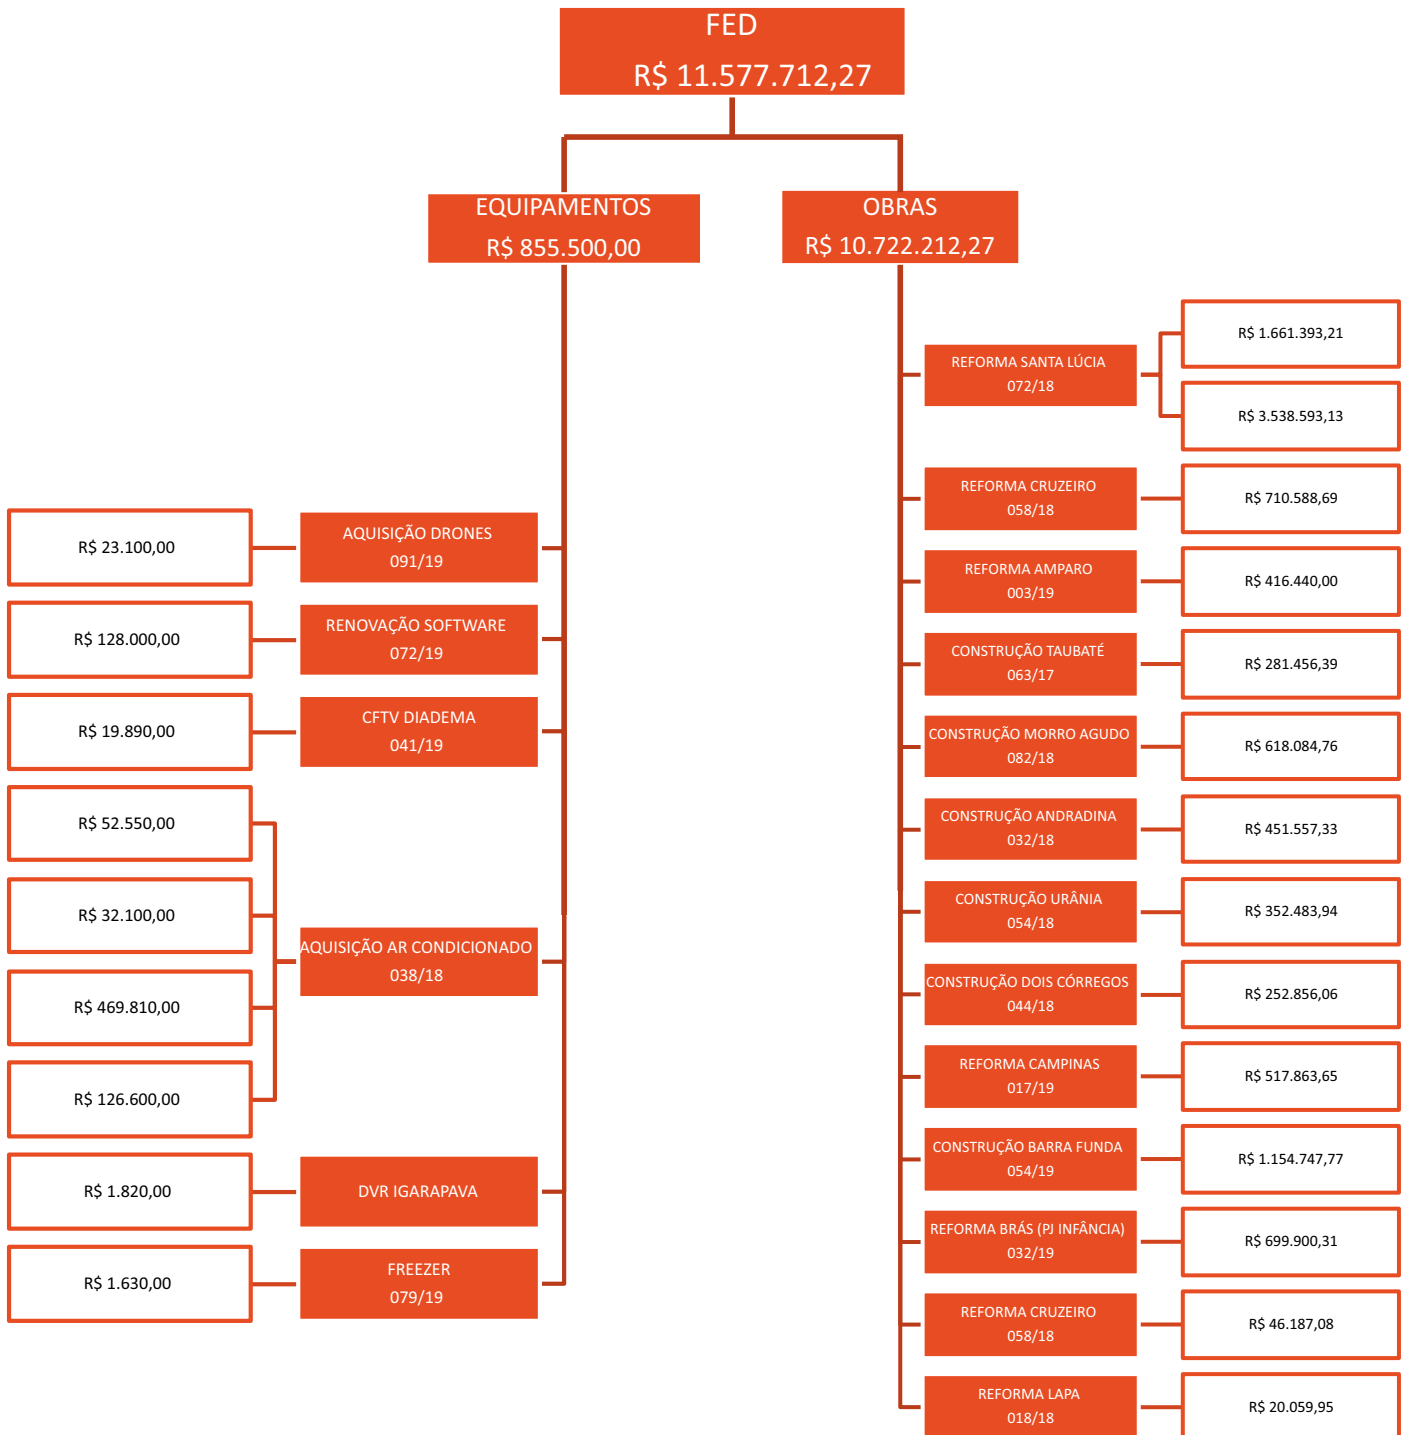 FED
R$ 11.577.712,27
EQUIPAMENTOS
R$ 855.500,00
OBRAS
R$ 10.722.212,27
R$ 23.100,00
AQUISIÇÃO DRONES
091/19
R$ 128.000,00
RENOVAÇÃO SOFTWARE
072/19
R$ 19.890,00
CFTV DIADEMA
041/19
R$ 52.550,00
R$ 32.100,00
R$ 469.810,00
R$ 126.600,00
AQUISIÇÃO AR CONDICIONADO
038/18
R$ 1.820,00
DVR IGARAPAVA
R$ 1.630,00
FREEZER
079/19
REFORMA SANTA LÚCIA
072/18
R$ 1.661.393,21
R$ 3.538.593,13
REFORMA CRUZEIRO
058/18
R$ 710.588,69
REFORMA AMPARO
003/19
R$ 416.440,00
CONSTRUÇÃO TAUBATÉ
063/17
R$ 281.456,39
CONSTRUÇÃO MORRO AGUDO
082/18
R$ 618.084,76
CONSTRUÇÃO ANDRADINA
032/18
R$ 451.557,33
CONSTRUÇÃO URÂNIA
054/18
R$ 352.483,94
CONSTRUÇÃO DOIS CÓRREGOS
044/18
R$ 252.856,06
REFORMA CAMPINAS
017/19
R$ 517.863,65
CONSTRUÇÃO BARRA FUNDA
054/19
R$ 1.154.747,77
REFORMA BRÁS (PJ INFÂNCIA)
032/19
R$ 699.900,31
REFORMA CRUZEIRO
058/18
R$ 46.187,08
REFORMA LAPA
018/18
R$ 20.059,95